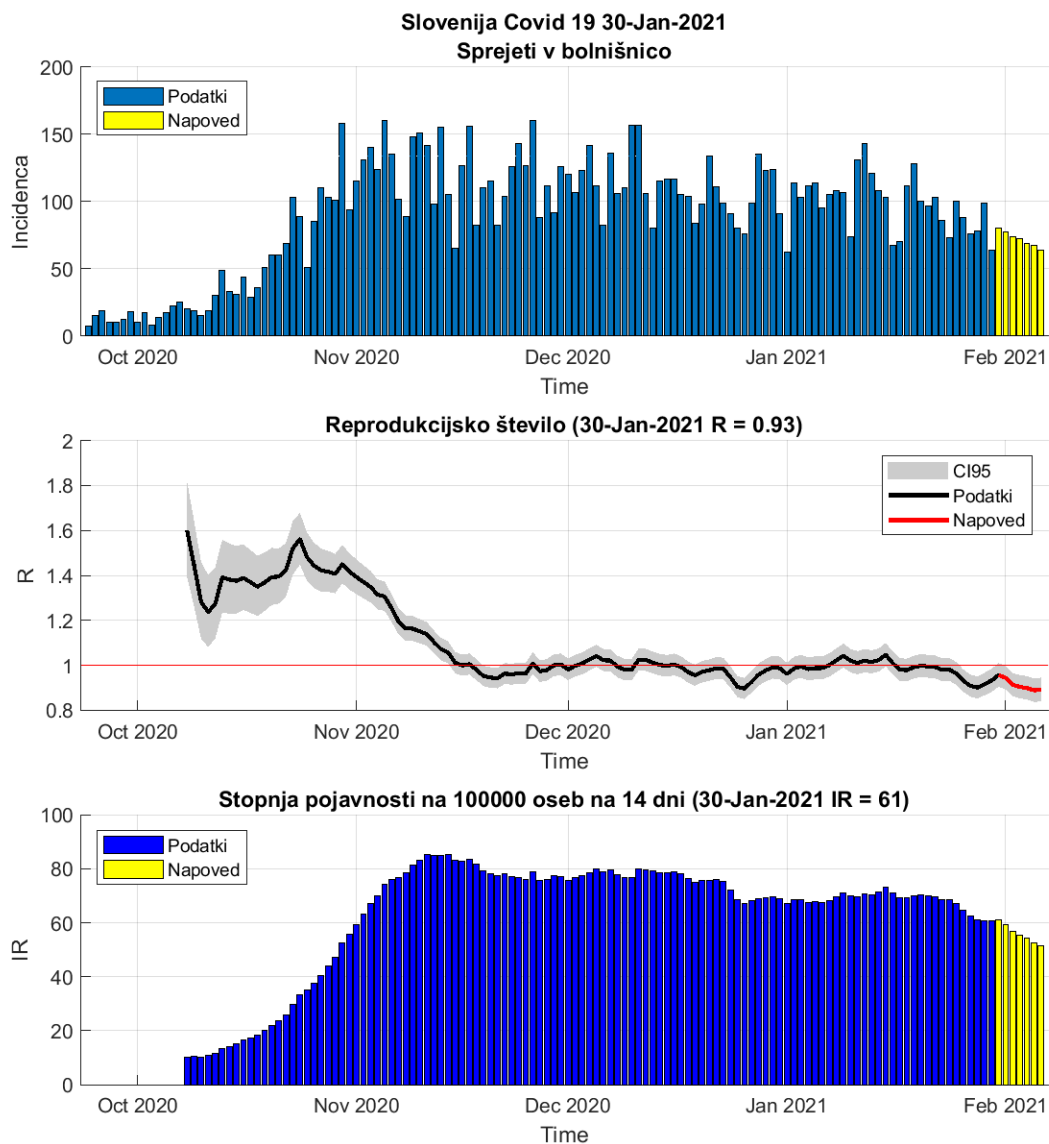 Slovenija Covid 19 30-Jan-2021
Sprejeti v bolnišnico
200
150
100
50
0
Incidenca
Podatki
Napoved
Oct 2020
Nov 2020
Dec 2020
Jan 2021
Feb 2021
Time
Reprodukcijsko število (30-Jan-2021 R = 0.93)
2
1.8
1.6
1.4
1.2
1
0.8
R
CI95
Podatki
Napoved
Oct 2020
Nov 2020
Dec 2020
Jan 2021
Feb 2021
Time
Stopnja pojavnosti na 100000 oseb na 14 dni (30-Jan-2021 IR = 61)
100
80
60
40
20
0
IR
Podatki
Napoved
Oct 2020
Nov 2020
Dec 2020
Jan 2021
Feb 2021
Time